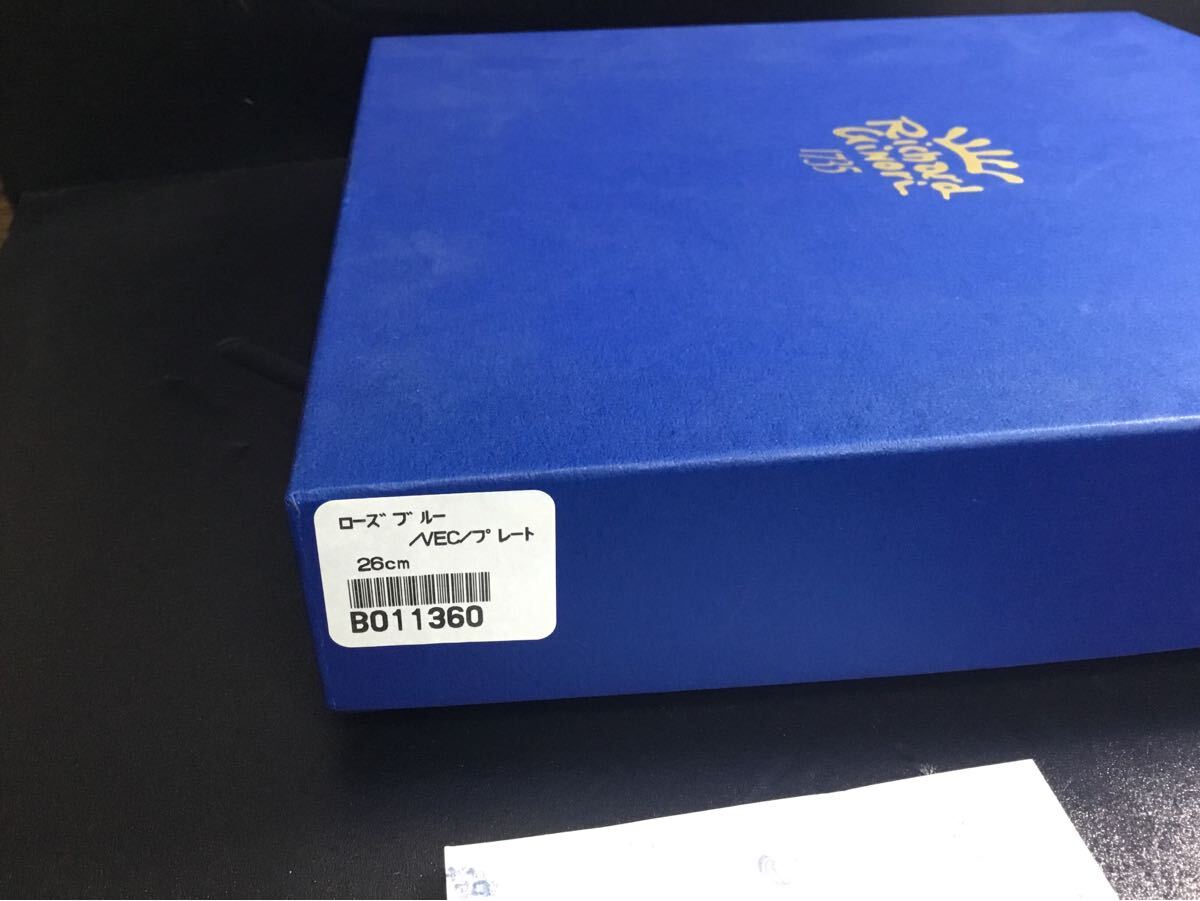 Richard
Ginori
1735
ローズブルー
/VEC/プレート
26cm
B011360